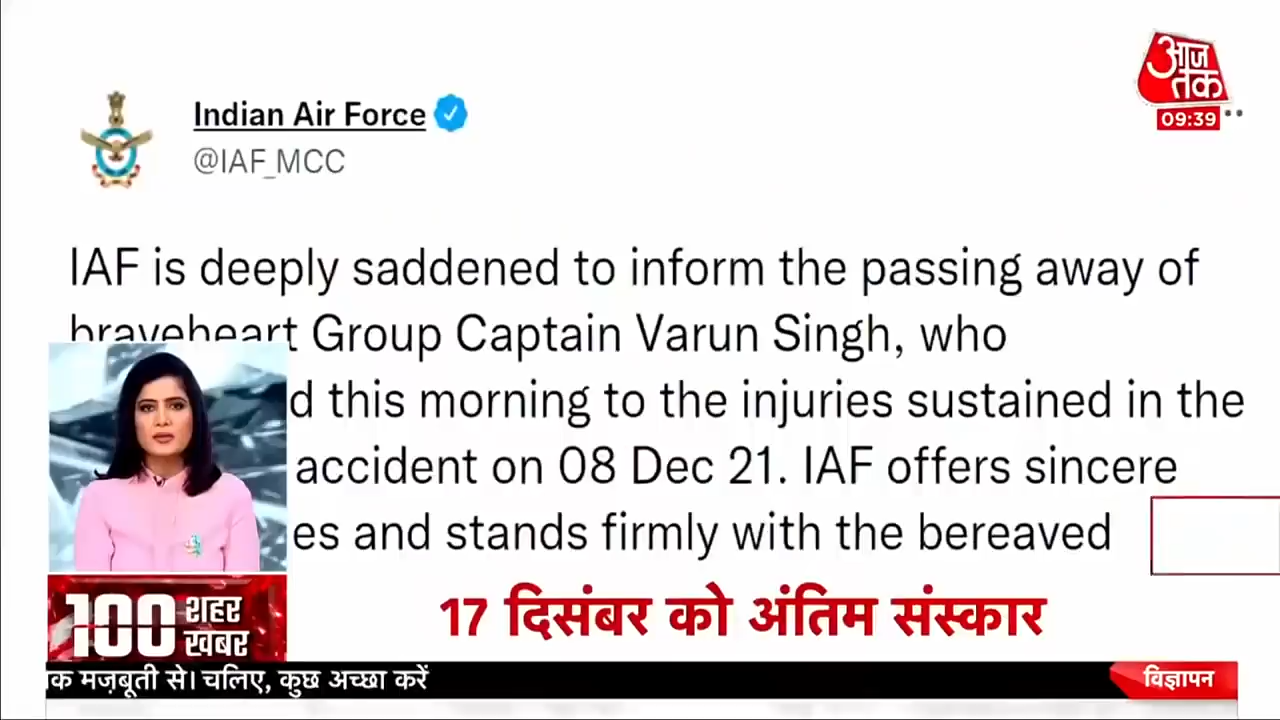 आज
तक
09:39
Indian Air Force
@IAF_MCC
IAF is deeply saddened to inform the passing away of
braveheart Group Captain Varun Singh, who
d this morning to the injuries sustained in the
accident on 08 Dec 21. IAF offers sincere
es and stands firmly with the bereaved
100 शहर
खबर
17 दिसंबर को अंतिम संस्कार
क मज़बूती से। चलिए, कुछ अच्छा करें
विज्ञापन